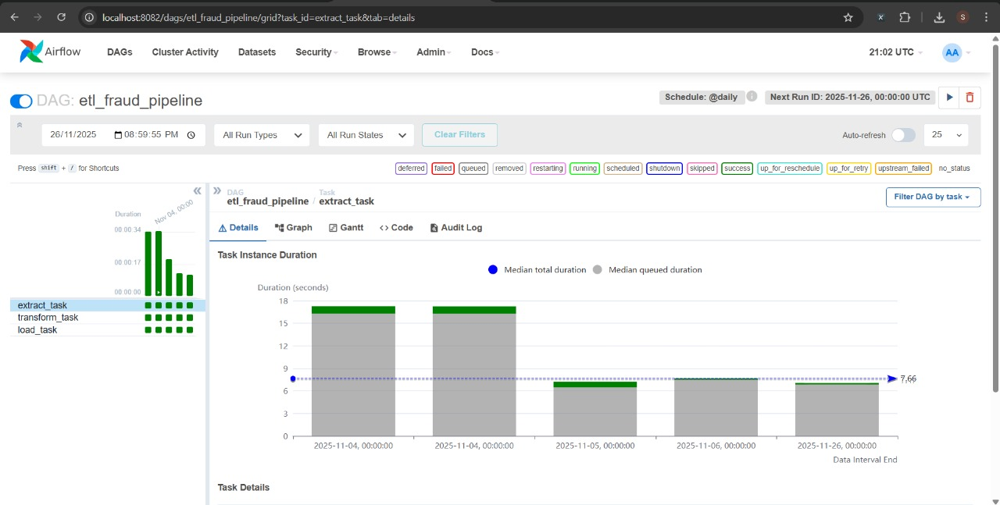 localhost:8082/dags/etl_fraud_pipeline/grid?task_id=extract_task&tab=details
S
Airflow
DAGs
Cluster Activity
Datasets
Security
Browse
Admin
Docs
21:02 UTC
AA
DAG: etl_fraud_pipeline
Schedule: @daily
Next Run ID: 2025-11-26, 00:00:00 UTC
26/11/2025 08:59:55 PM
All Run Types
All Run States
Clear Filters
Auto-refresh
25
Press shift + / for Shortcuts
deferred
failed
queued
removed
restarting
running
scheduled
shutdown
skipped
success
up_for_reschedule
up_for_retry
upstream_failed
no_status
Duration
Nov 04, 00:00
00:00:34
00:00:17
00:00:00
extract_task
transform_task
load_task
DAG
etl_fraud_pipeline
/
Task
extract_task
Filter DAG by task
Details
Graph
Gantt
Code
Audit Log
Task Instance Duration
Median total duration
Median queued duration
Duration (seconds)
18
15
12
9
6
3
0
7.66
2025-11-04, 00:00:00
2025-11-04, 00:00:00
2025-11-05, 00:00:00
2025-11-06, 00:00:00
2025-11-26, 00:00:00
Data Interval End
Task Details